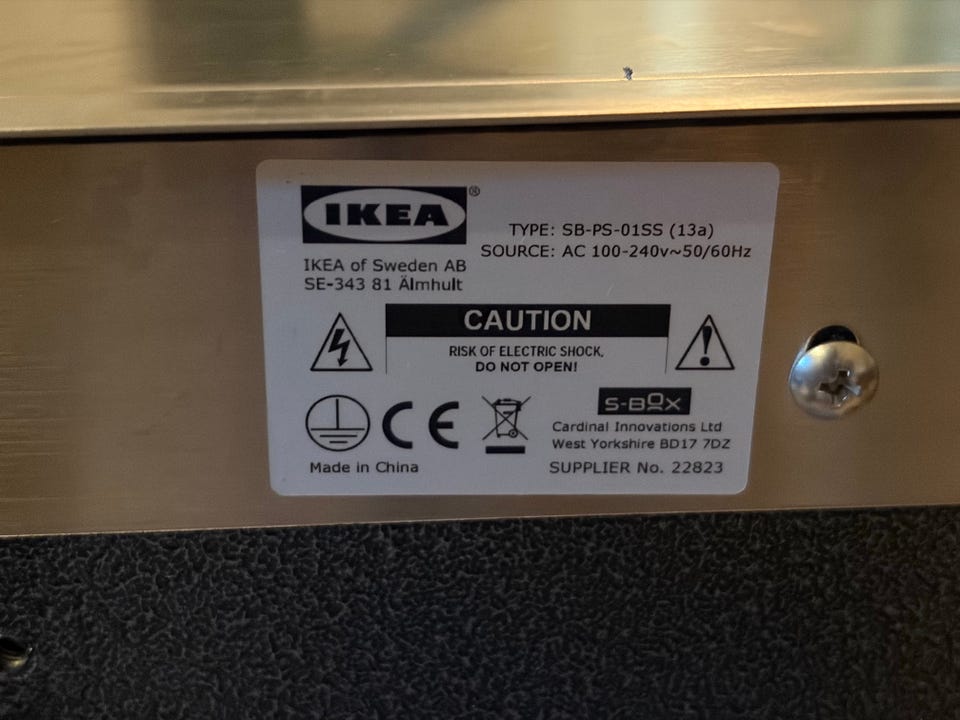 IKEA®
IKEA of Sweden AB
SE-343 81 Älmhult
TYPE: SB-PS-01SS (13a)
SOURCE: AC 100-240v~50/60Hz
CAUTION
RISK OF ELECTRIC SHOCK,
DO NOT OPEN!
CE
Made in China
S-BOX
Cardinal Innovations Ltd
West Yorkshire BD17 7DZ
SUPPLIER No. 22823